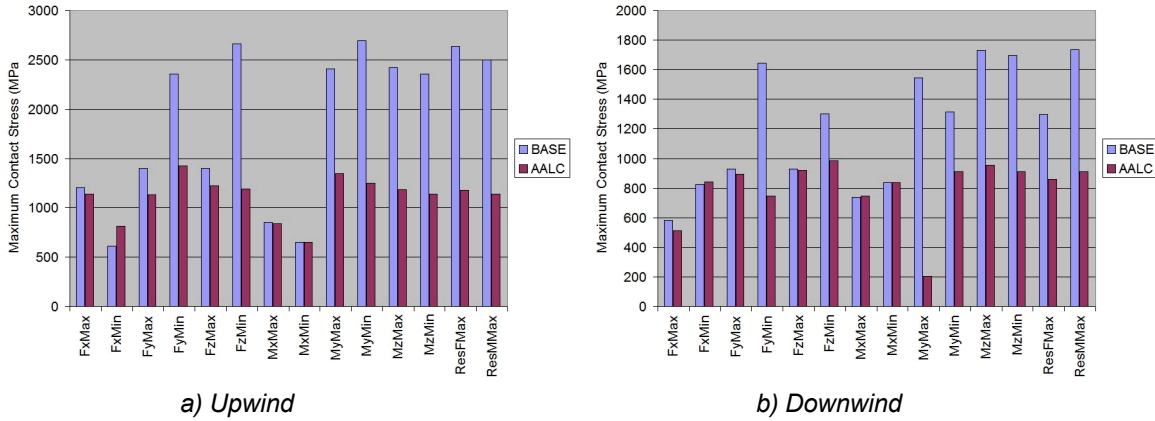 3000
2500
2000
1500
1000
500
0
Maximum Contact Stress (MPa
FxMax
FxMin
FyMax
FyMin
FzMax
FzMin
MxMax
MxMin
MyMax
MyMin
MzMax
MzMin
ResFMax
ResMMax
BASE
AALC
a) Upwind
2000
1800
1600
1400
1200
1000
800
600
400
200
0
Maximum Contact Stress (MPa
FxMax
FxMin
FyMax
FyMin
FzMax
FzMin
MxMax
MxMin
MyMax
MyMin
MzMax
MzMin
ResFMax
ResMMax
BASE
AALC
b) Downwind